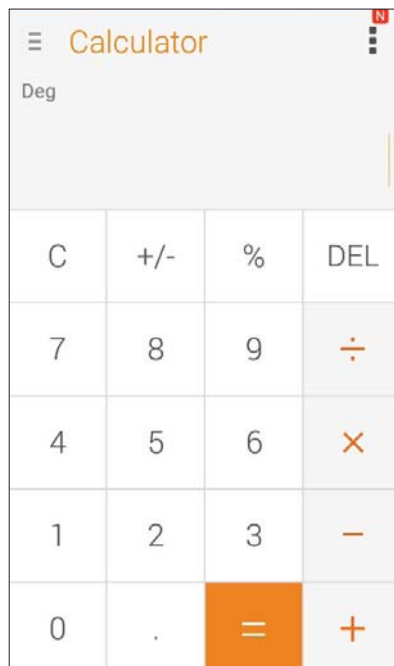 N
Calculator
Deg
C +/- % DEL
7 8 9 ÷
4 5 6 ×
1 2 3 −
0 . = +